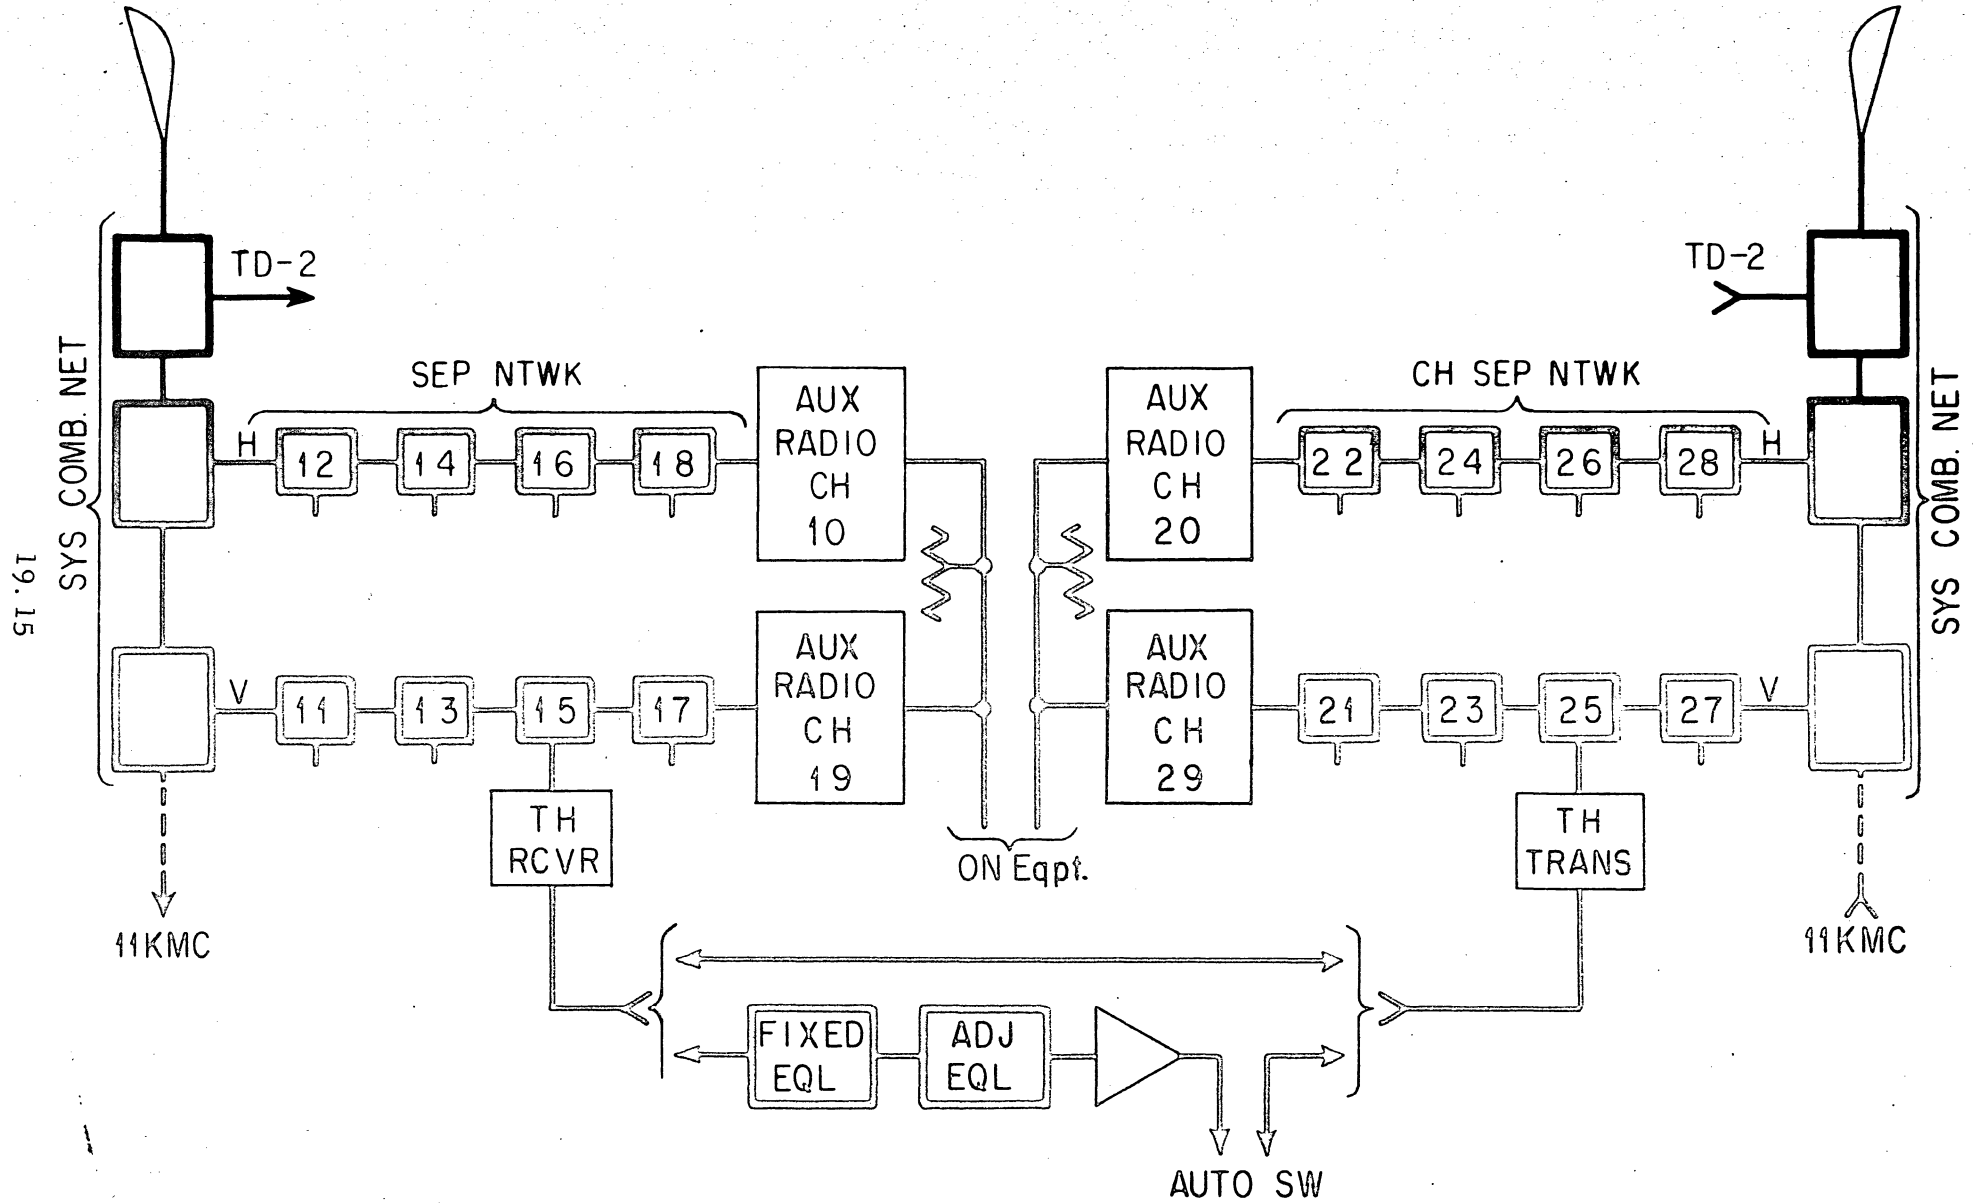 TD-2
TD-2
SYS COMB. NET
SEP NTWK
CH SEP NTWK
SYS COMB. NET
H
12
14
16
18
AUX
RADIO
CH
10
AUX
RADIO
CH
20
22
24
26
28
H
19.15
V
11
13
15
17
AUX
RADIO
CH
19
AUX
RADIO
CH
29
21
23
25
27
V
TH
RCVR
ON Eqpt.
TH
TRANS
11KMC
11KMC
FIXED
EQL
ADJ
EQL
AUTO SW